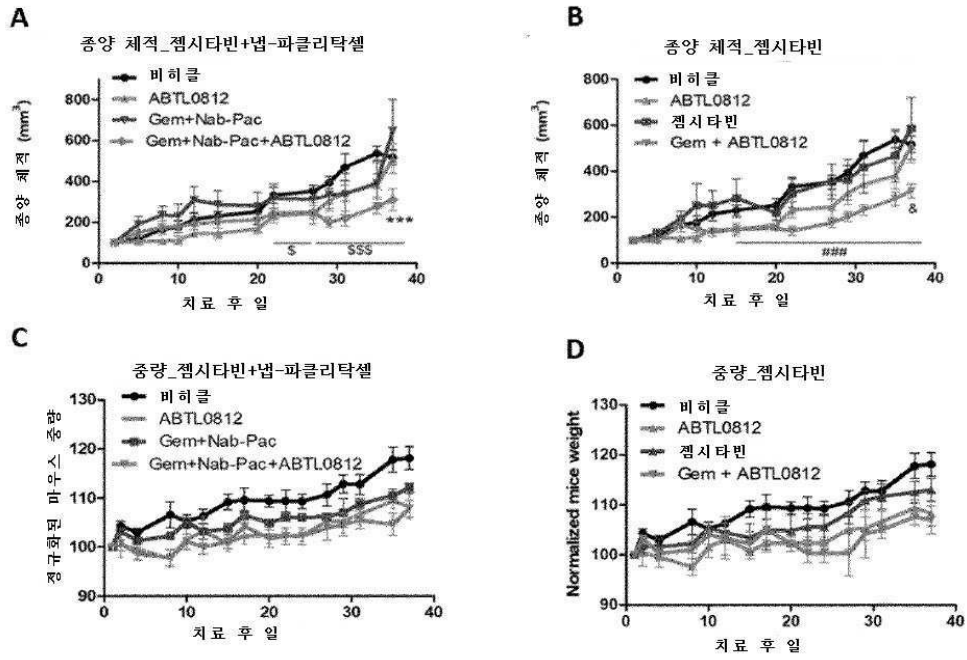 A
종양 체적_젬시타빈+냅-파클리탁셀
비히클
ABTL0812
Gem+Nab-Pac
Gem+Nab-Pac+ABTL0812
종양 체적 (mm³)
800
600
400
200
0
***
$
$$$
0
10
20
30
40
치료 후 일
B
종양 체적_젬시타빈
비히클
ABTL0812
젬시타빈
Gem + ABTL0812
종양 체적 (mm³)
800
600
400
200
0
&
###
0
10
20
30
40
치료 후 일
C
중량_젬시타빈+냅-파클리탁셀
비히클
ABTL0812
Gem+Nab-Pac
Gem+Nab-Pac+ABTL0812
정규화된 마우스 중량
130
120
110
100
90
0
10
20
30
40
치료 후 일
D
중량_젬시타빈
비히클
ABTL0812
젬시타빈
Gem + ABTL0812
Normalized mice weight
130
120
110
100
90
0
10
20
30
40
치료 후 일